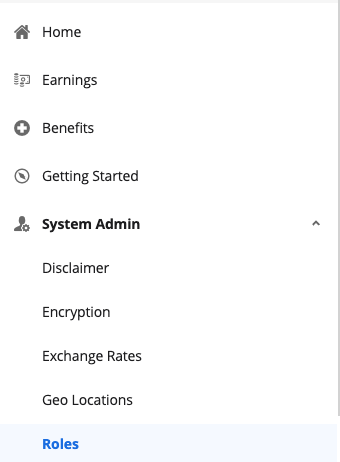 Home
Earnings
Benefits
Getting Started
System Admin
Disclaimer
Encryption
Exchange Rates
Geo Locations
Roles